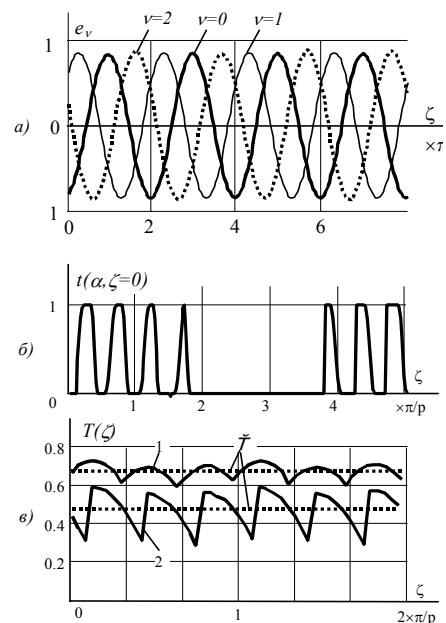 e_ν ν=2 ν=0 ν=1
1
а) 0 ζ
×π
1
0 2 4 6
t(α,ζ=0)
1
б) ζ
0 1 2 3 4 ×π/p
T(ζ)
0.8 1 Ť
0.6
в) 0.4
2
0.2
ζ
0 1 2×π/p